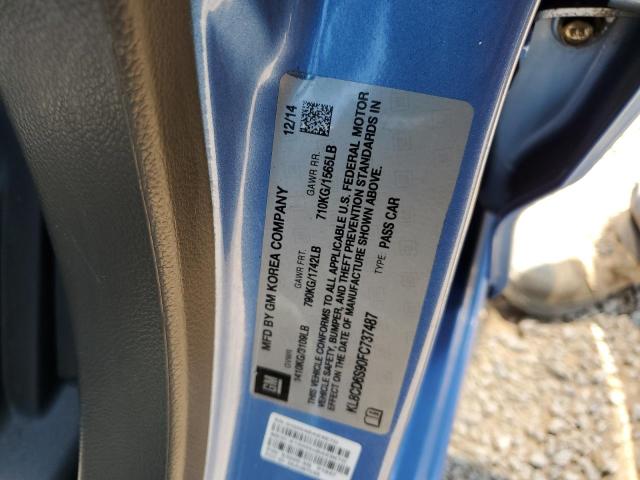 MFD BY GM KOREA COMPANY 12/14
GVWR GAWR FRT. GAWR RR.
1410KG/3109LB 790KG/1742LB 710KG/1565LB
THIS VEHICLE CONFORMS TO ALL APPLICABLE U.S. FEDERAL MOTOR
VEHICLE SAFETY, BUMPER, AND THEFT PREVENTION STANDARDS IN
EFFECT ON THE DATE OF MANUFACTURE SHOWN ABOVE.
KL8CD6S90FC737487 TYPE: PASS CAR
GM